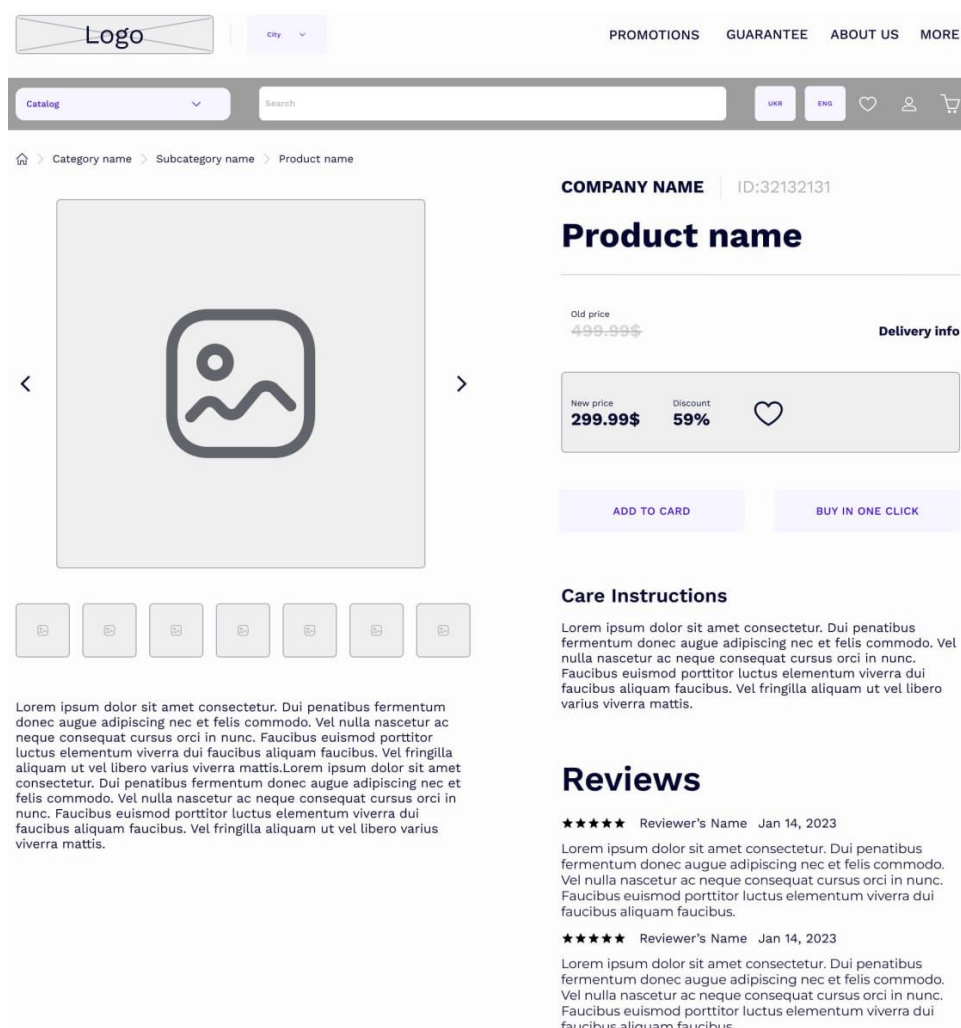 Logo
City
PROMOTIONS GUARANTEE ABOUT US MORE
Catalog
Search
UKR ENG
Category name Subcategory name Product name
COMPANY NAME ID:32132131
Product name
Old price
499.99$
Delivery info
New price Discount
299.99$ 59%
ADD TO CARD BUY IN ONE CLICK
Care Instructions
Lorem ipsum dolor sit amet consectetur. Dui penatibus
fermentum donec augue adipiscing nec et felis commodo. Vel
nulla nascetur ac neque consequat cursus orci in nunc.
Faucibus euismod porttitor luctus elementum viverra dui
faucibus aliquam faucibus. Vel fringilla aliquam ut vel libero
varius viverra mattis.
Lorem ipsum dolor sit amet consectetur. Dui penatibus fermentum
donec augue adipiscing nec et felis commodo. Vel nulla nascetur ac
neque consequat cursus orci in nunc. Faucibus euismod porttitor
luctus elementum viverra dui faucibus aliquam faucibus. Vel fringilla
aliquam ut vel libero varius viverra mattis.Lorem ipsum dolor sit amet
consectetur. Dui penatibus fermentum donec augue adipiscing nec et
felis commodo. Vel nulla nascetur ac neque consequat cursus orci in
nunc. Faucibus euismod porttitor luctus elementum viverra dui
faucibus aliquam faucibus. Vel fringilla aliquam ut vel libero varius
viverra mattis.
Reviews
★★★★★ Reviewer's Name Jan 14, 2023
Lorem ipsum dolor sit amet consectetur. Dui penatibus
fermentum donec augue adipiscing nec et felis commodo.
Vel nulla nascetur ac neque consequat cursus orci in nunc.
Faucibus euismod porttitor luctus elementum viverra dui
faucibus aliquam faucibus.
★★★★★ Reviewer's Name Jan 14, 2023
Lorem ipsum dolor sit amet consectetur. Dui penatibus
fermentum donec augue adipiscing nec et felis commodo.
Vel nulla nascetur ac neque consequat cursus orci in nunc.
Faucibus euismod porttitor luctus elementum viverra dui
faucibus aliquam faucibus.